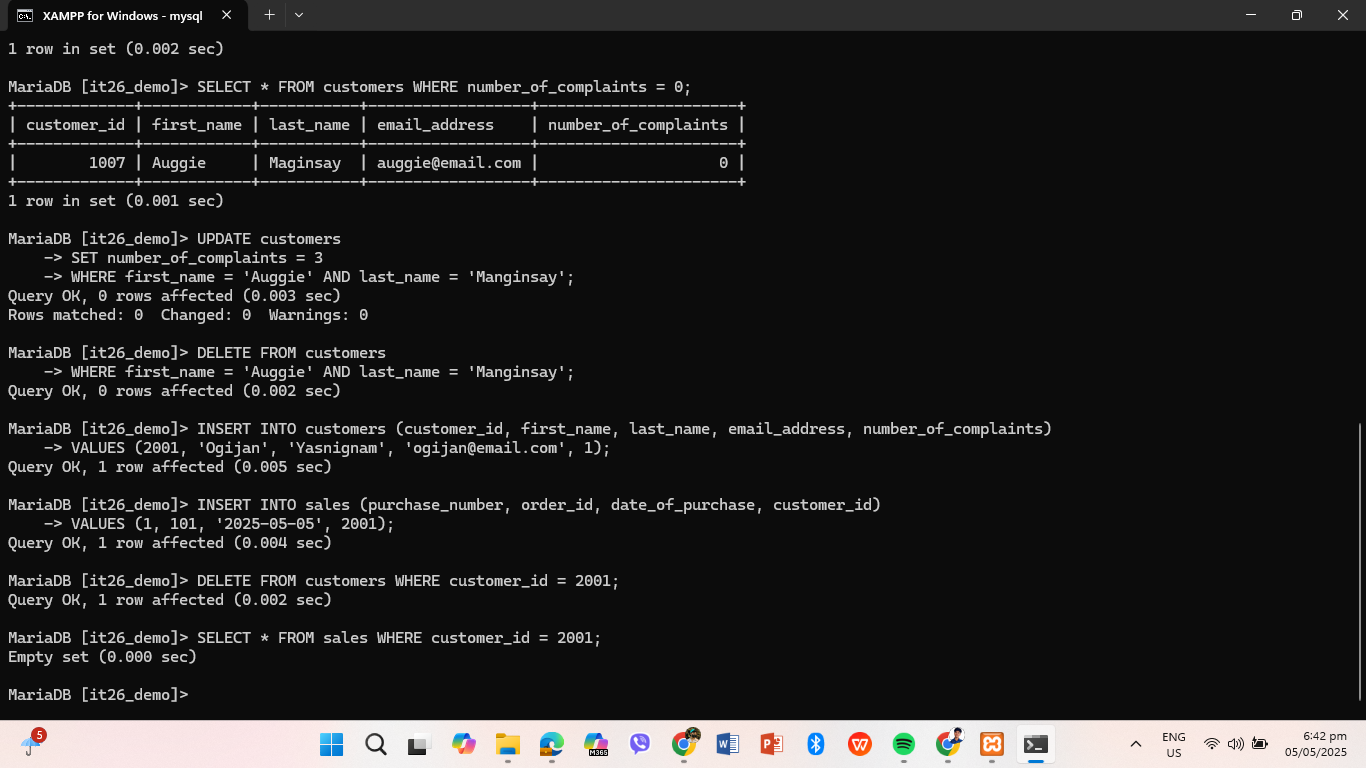 XAMPP for Windows - mysql
1 row in set (0.002 sec)
MariaDB [it26_demo]> SELECT * FROM customers WHERE number_of_complaints = 0;
+-------------+------------+-----------+------------------+----------------------+
| customer_id | first_name | last_name | email_address    | number_of_complaints |
+-------------+------------+-----------+------------------+----------------------+
|        1007 | Auggie     | Maginsay  | auggie@email.com |                    0 |
+-------------+------------+-----------+------------------+----------------------+
1 row in set (0.001 sec)
MariaDB [it26_demo]> UPDATE customers
    -> SET number_of_complaints = 3
    -> WHERE first_name = 'Auggie' AND last_name = 'Manginsay';
Query OK, 0 rows affected (0.003 sec)
Rows matched: 0  Changed: 0  Warnings: 0
MariaDB [it26_demo]> DELETE FROM customers
    -> WHERE first_name = 'Auggie' AND last_name = 'Manginsay';
Query OK, 0 rows affected (0.002 sec)
MariaDB [it26_demo]> INSERT INTO customers (customer_id, first_name, last_name, email_address, number_of_complaints)
    -> VALUES (2001, 'Ogijan', 'Yasnignam', 'ogijan@email.com', 1);
Query OK, 1 row affected (0.005 sec)
MariaDB [it26_demo]> INSERT INTO sales (purchase_number, order_id, date_of_purchase, customer_id)
    -> VALUES (1, 101, '2025-05-05', 2001);
Query OK, 1 row affected (0.004 sec)
MariaDB [it26_demo]> DELETE FROM customers WHERE customer_id = 2001;
Query OK, 1 row affected (0.002 sec)
MariaDB [it26_demo]> SELECT * FROM sales WHERE customer_id = 2001;
Empty set (0.000 sec)
MariaDB [it26_demo]>
5
M365
ENG
US
6:42 pm
05/05/2025